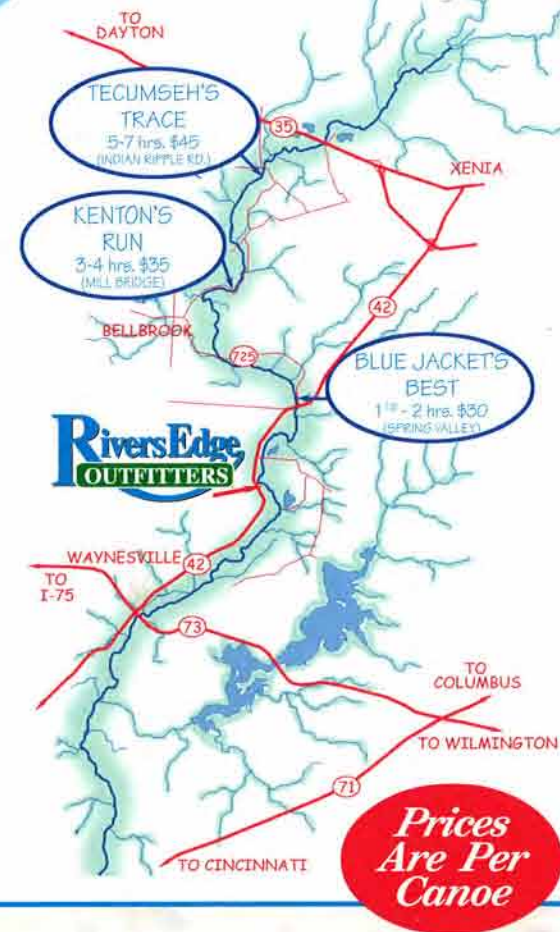 TO
DAYTON
TECUMSEH'S
TRACE
5-7 hrs. $45
(INDIAN RIPPLE RD.)
35
XENIA
KENTON'S
RUN
3-4 hrs. $35
(MILL BRIDGE)
42
BELLBROOK
725
BLUE JACKET'S
BEST
1 1/2 - 2 hrs. $30
(SPRING VALLEY)
RiversEdge
OUTFITTERS
WAYNESVILLE
42
TO
I-75
73
TO
COLUMBUS
TO WILMINGTON
71
TO CINCINNATI
Prices
Are Per
Canoe